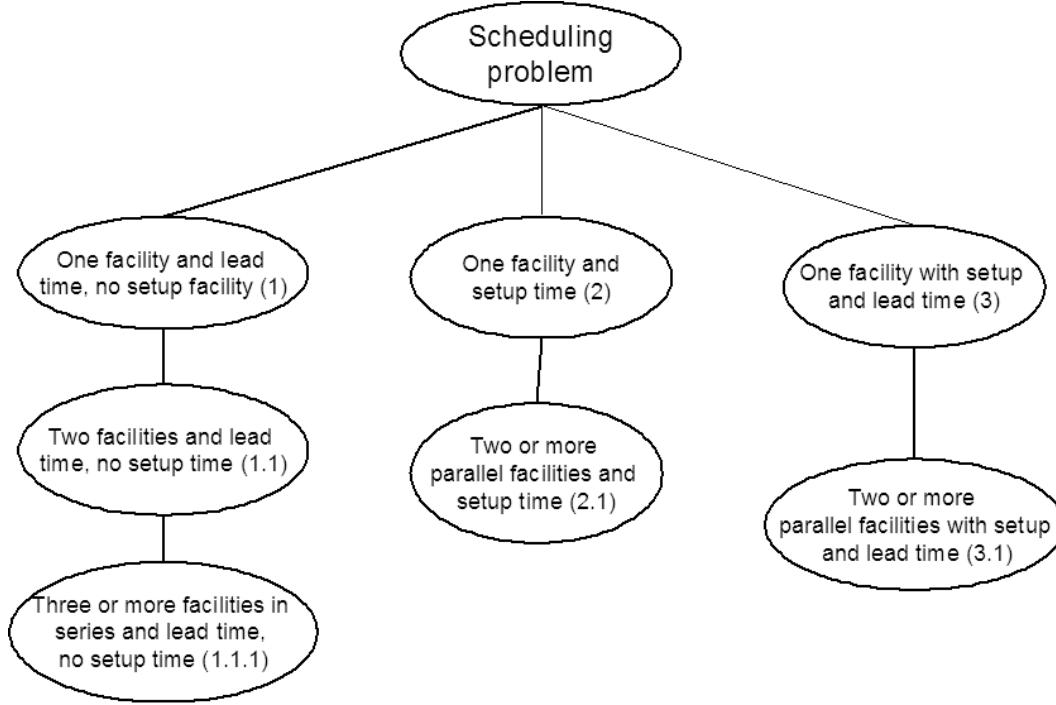 Scheduling
problem
One facility and lead
time, no setup facility (1)
One facility and
setup time (2)
One facility with setup
and lead time (3)
Two facilities and lead
time, no setup time (1.1)
Two or more
parallel facilities and
setup time (2.1)
Two or more
parallel facilities with setup
and lead time (3.1)
Three or more facilities in
series and lead time,
no setup time (1.1.1)